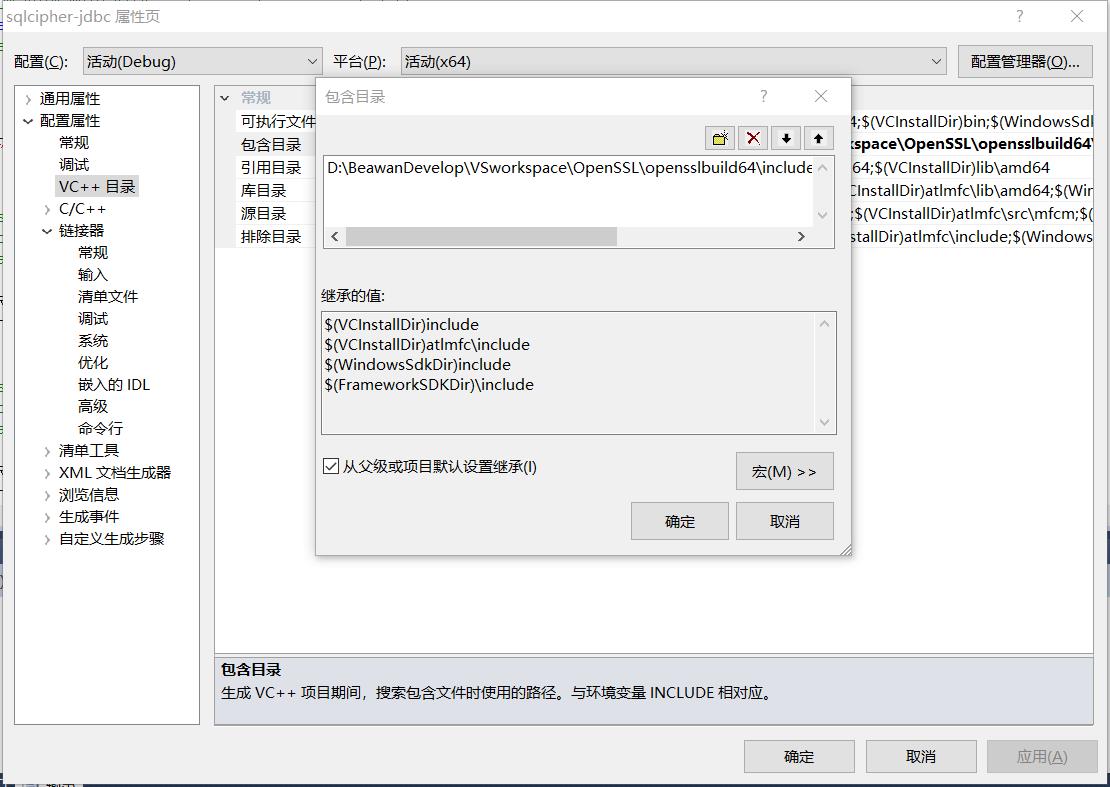 sqlcipher-jdbc 属性页
配置(C): 活动(Debug) 平台(P): 活动(x64) 配置管理器(O)...
通用属性
配置属性
常规
调试
VC++ 目录
C/C++
链接器
常规
输入
清单文件
调试
系统
优化
嵌入的 IDL
高级
命令行
清单工具
XML 文档生成器
浏览信息
生成事件
自定义生成步骤
常规
可执行文件 4;$(VCInstallDir)bin;$(WindowsSdk
包含目录 kspace\OpenSSL\opensslbuild64\
引用目录 64;$(VCInstallDir)lib\amd64
库目录 CInstallDir)atlmfc\lib\amd64;$(Win
源目录 ;$(VCInstallDir)atlmfc\src\mfcm;$(
排除目录 stallDir)atlmfc\include;$(Windows
包含目录
D:\BeawanDevelop\VSworkspace\OpenSSL\opensslbuild64\include
继承的值:
$(VCInstallDir)include
$(VCInstallDir)atlmfc\include
$(WindowsSdkDir)include
$(FrameworkSDKDir)\include
从父级或项目默认设置继承(I)
宏(M) >>
确定 取消
包含目录
生成 VC++ 项目期间，搜索包含文件时使用的路径。与环境变量 INCLUDE 相对应。
确定 取消 应用(A)